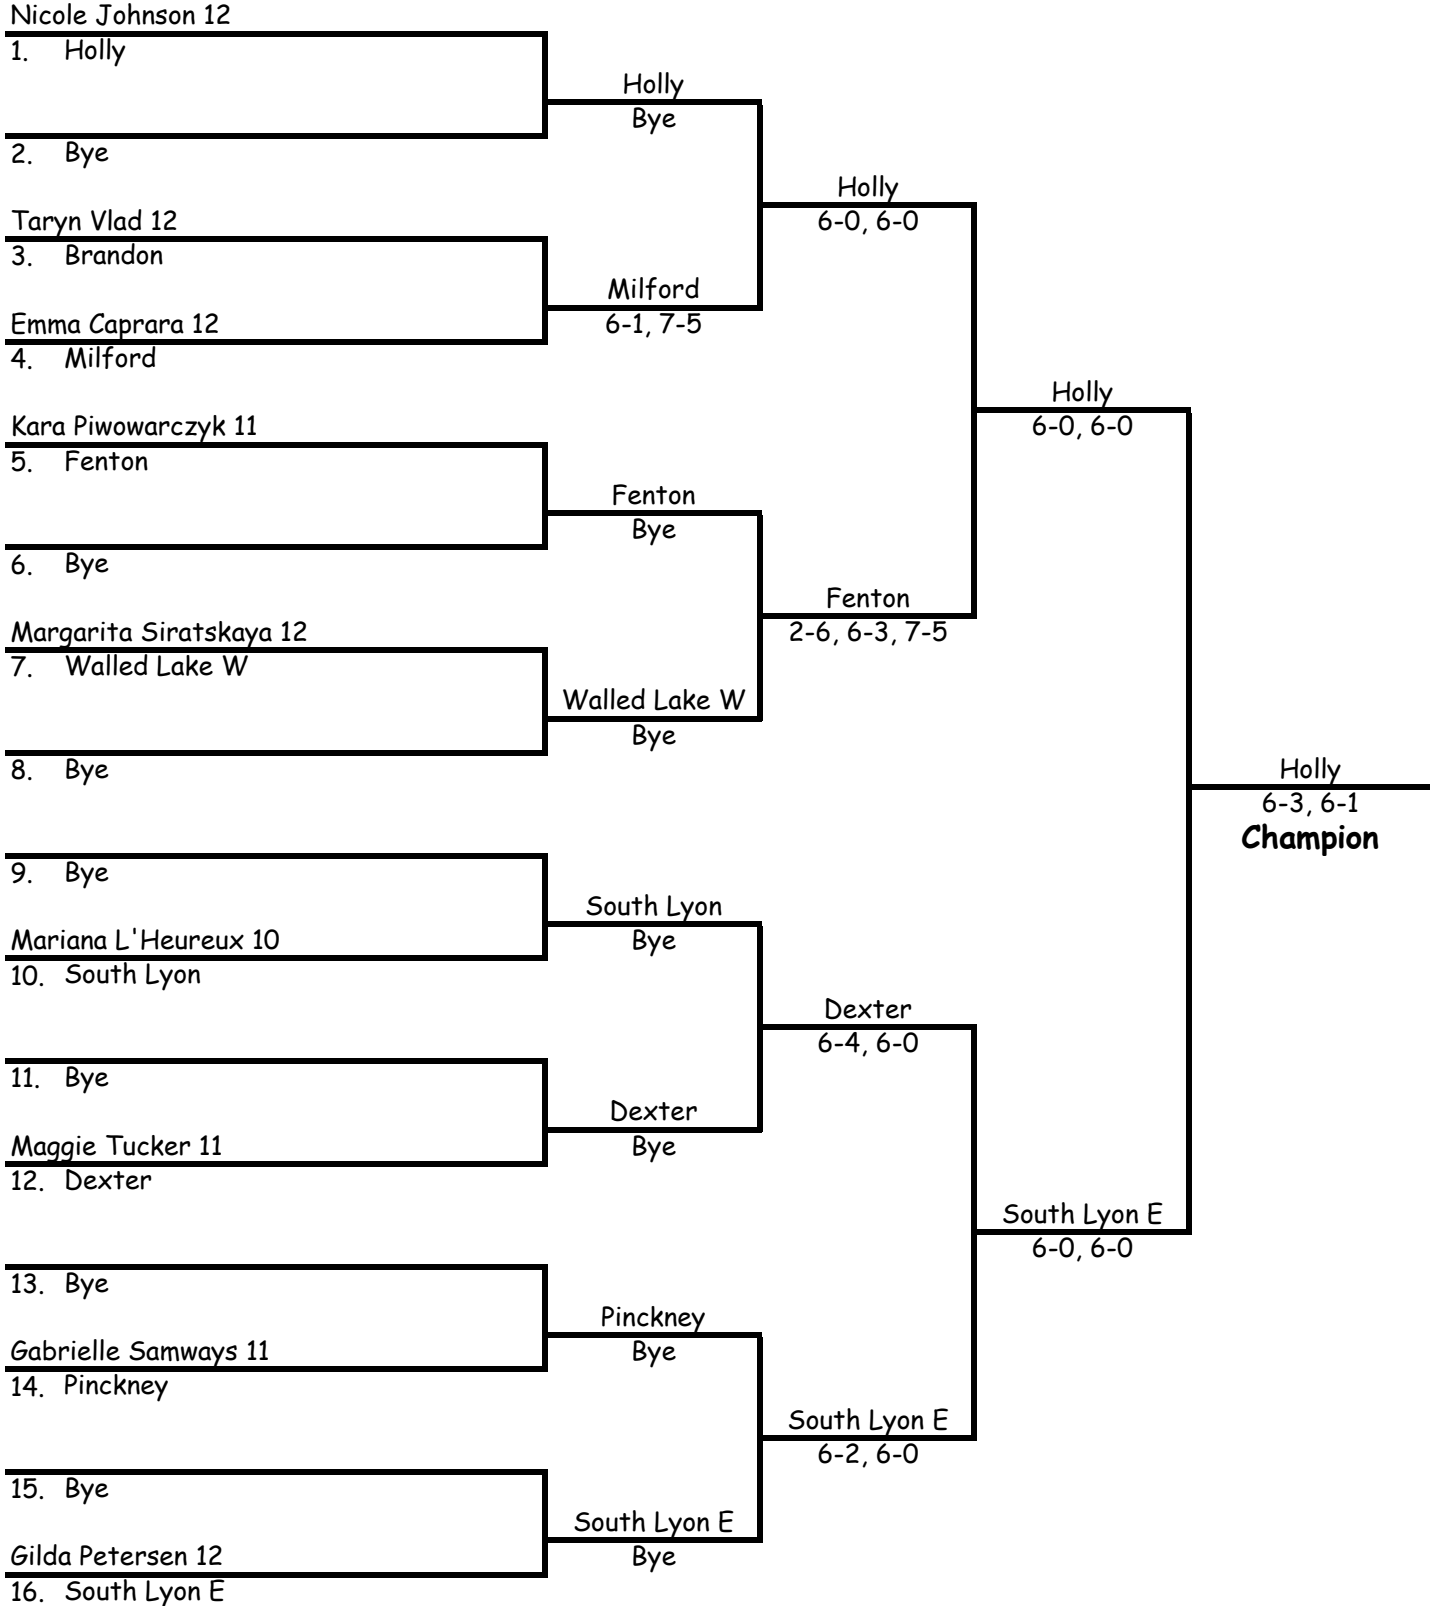 Nicole Johnson 12
1. Holly
2. Bye
Taryn Vlad 12
3. Brandon
Emma Caprara 12
4. Milford
Kara Piwowarczyk 11
5. Fenton
6. Bye
Margarita Siratskaya 12
7. Walled Lake W
8. Bye
9. Bye
Mariana L'Heureux 10
10. South Lyon
11. Bye
Maggie Tucker 11
12. Dexter
13. Bye
Gabrielle Samways 11
14. Pinckney
15. Bye
Gilda Petersen 12
16. South Lyon E
Holly
Bye
Milford
6-1, 7-5
Fenton
Bye
Walled Lake W
Bye
South Lyon
Bye
Dexter
Bye
Pinckney
Bye
South Lyon E
Bye
Holly
6-0, 6-0
Fenton
2-6, 6-3, 7-5
Dexter
6-4, 6-0
South Lyon E
6-2, 6-0
Holly
6-0, 6-0
South Lyon E
6-0, 6-0
Holly
6-3, 6-1
Champion